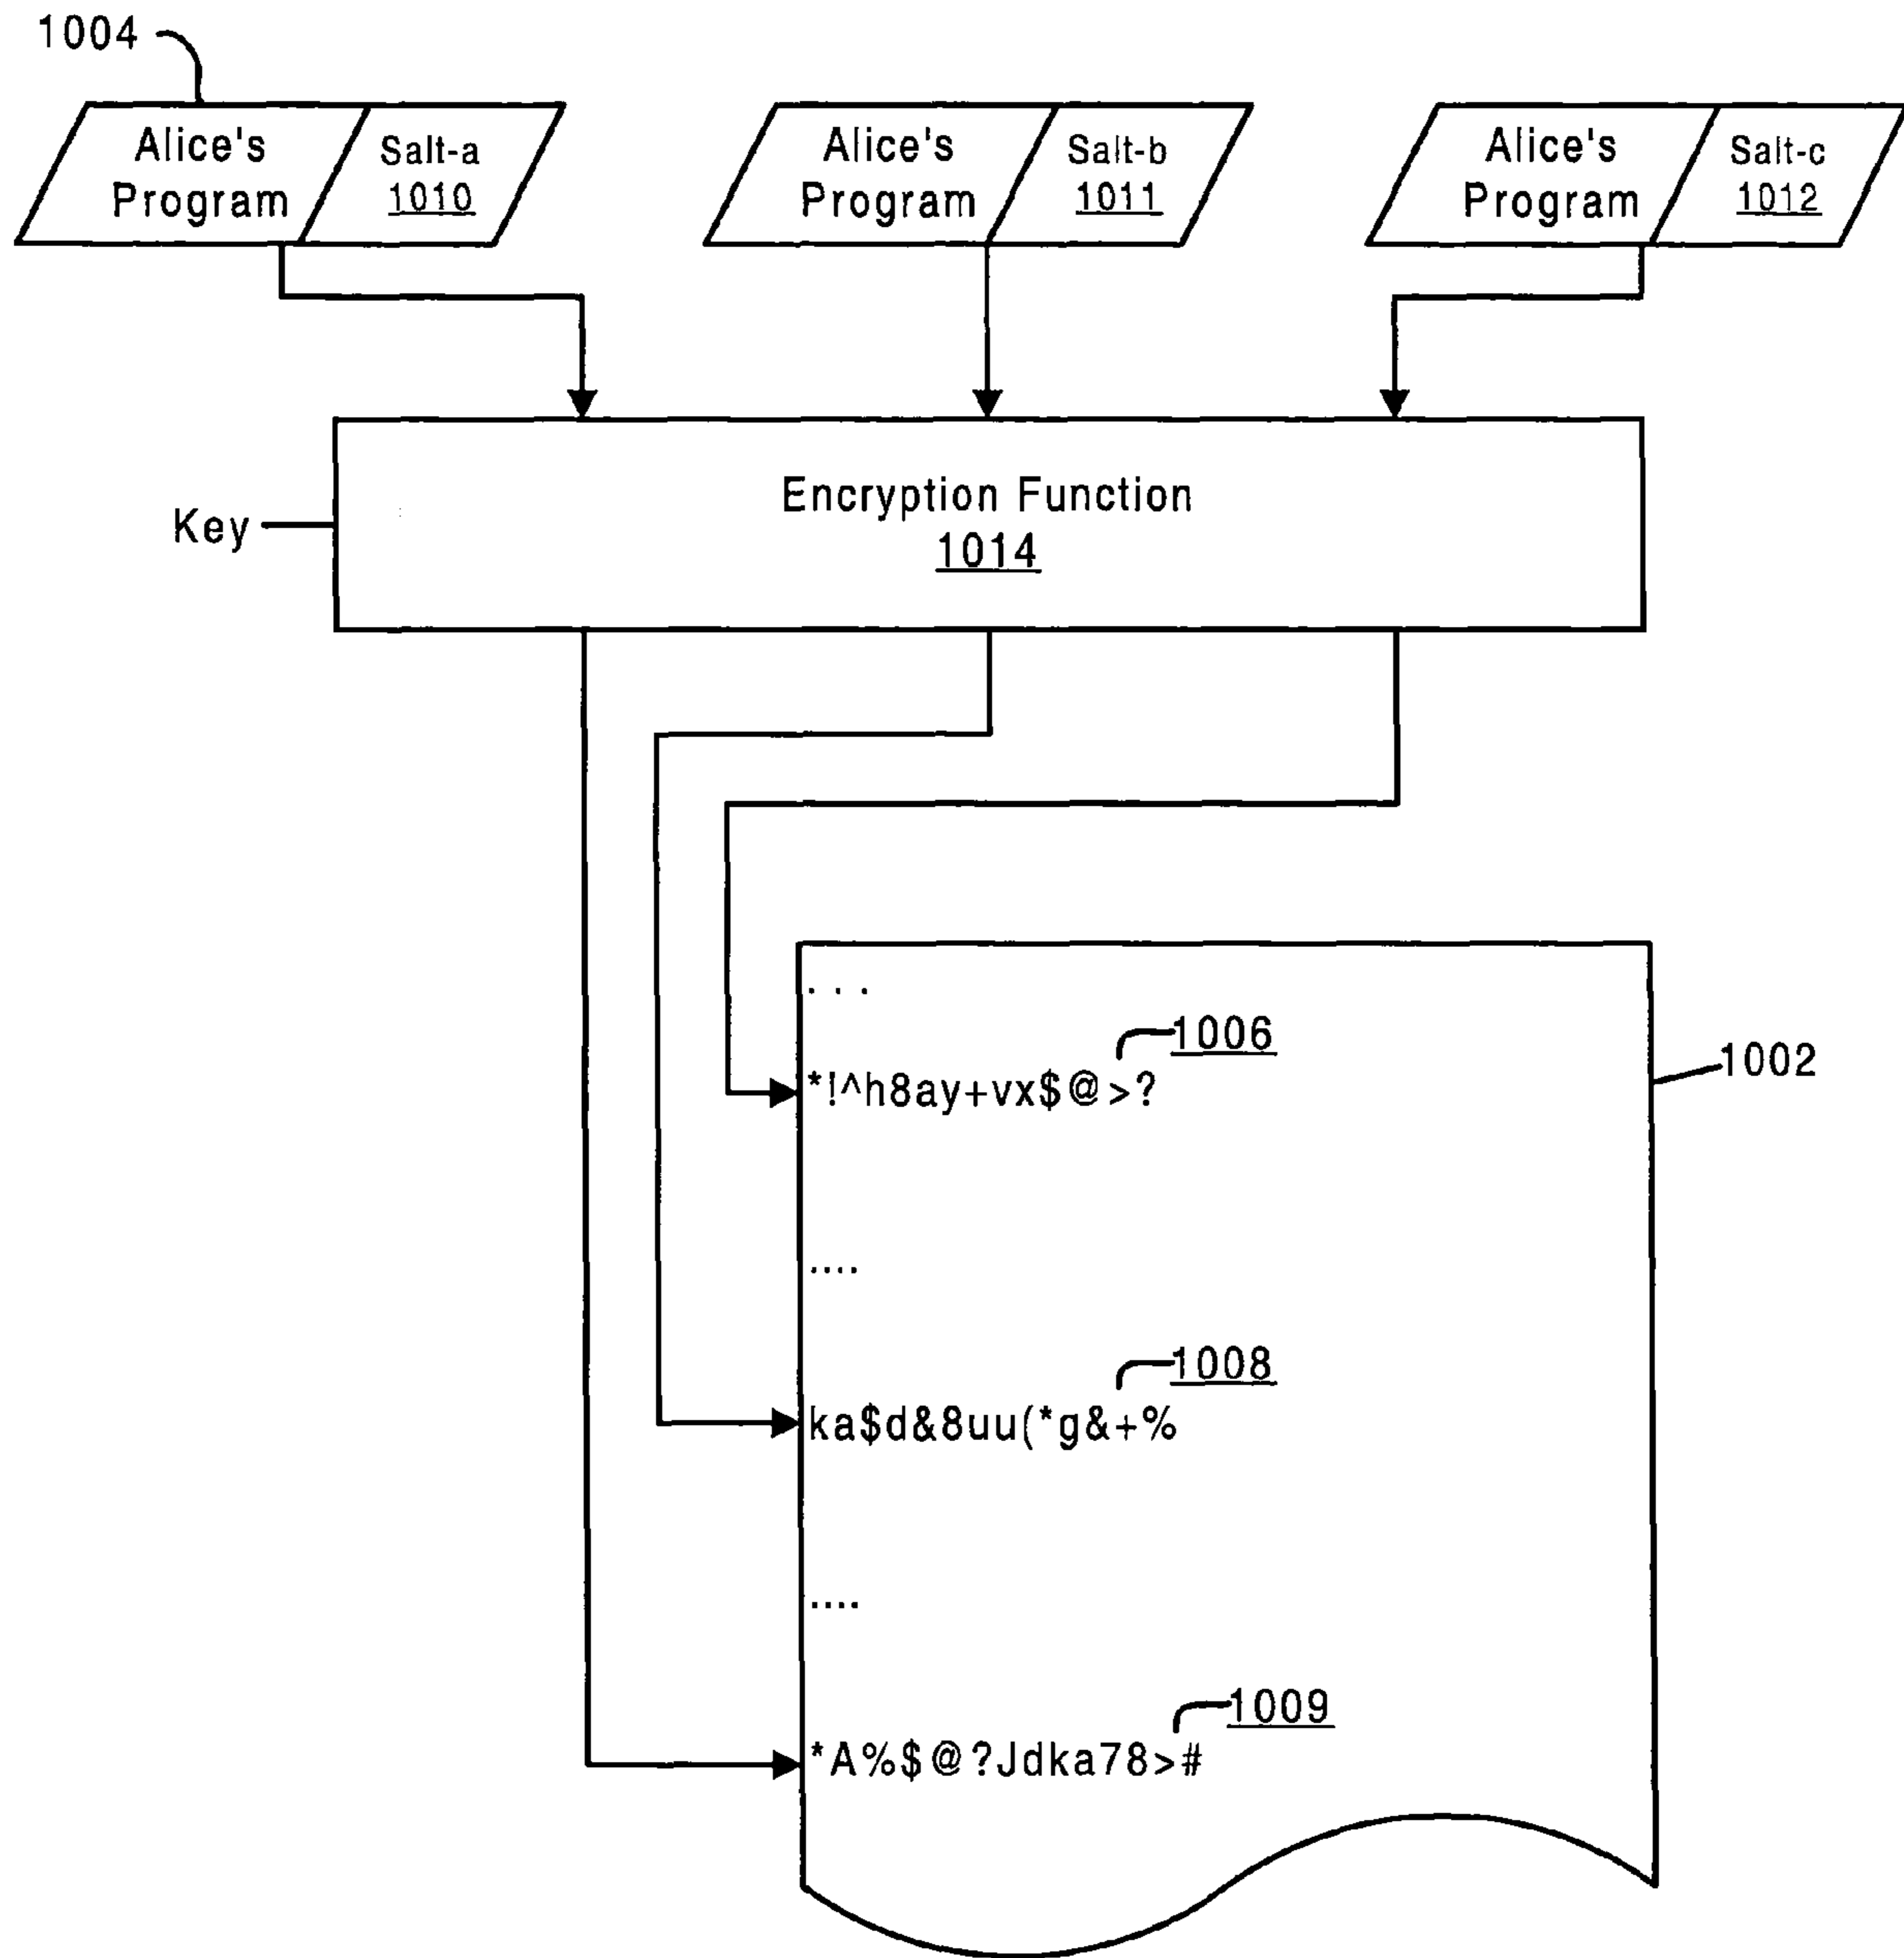 1004
Alice's
Program
Salt-a
1010
Alice's
Program
Salt-b
1011
Alice's
Program
Salt-c
1012
Key
Encryption Function
1014
. . .
1006
*!^h8ay+vx$@>?
1002
....
1008
ka$d&8uu(*g&+%
....
1009
*A%$@?Jdka78>#